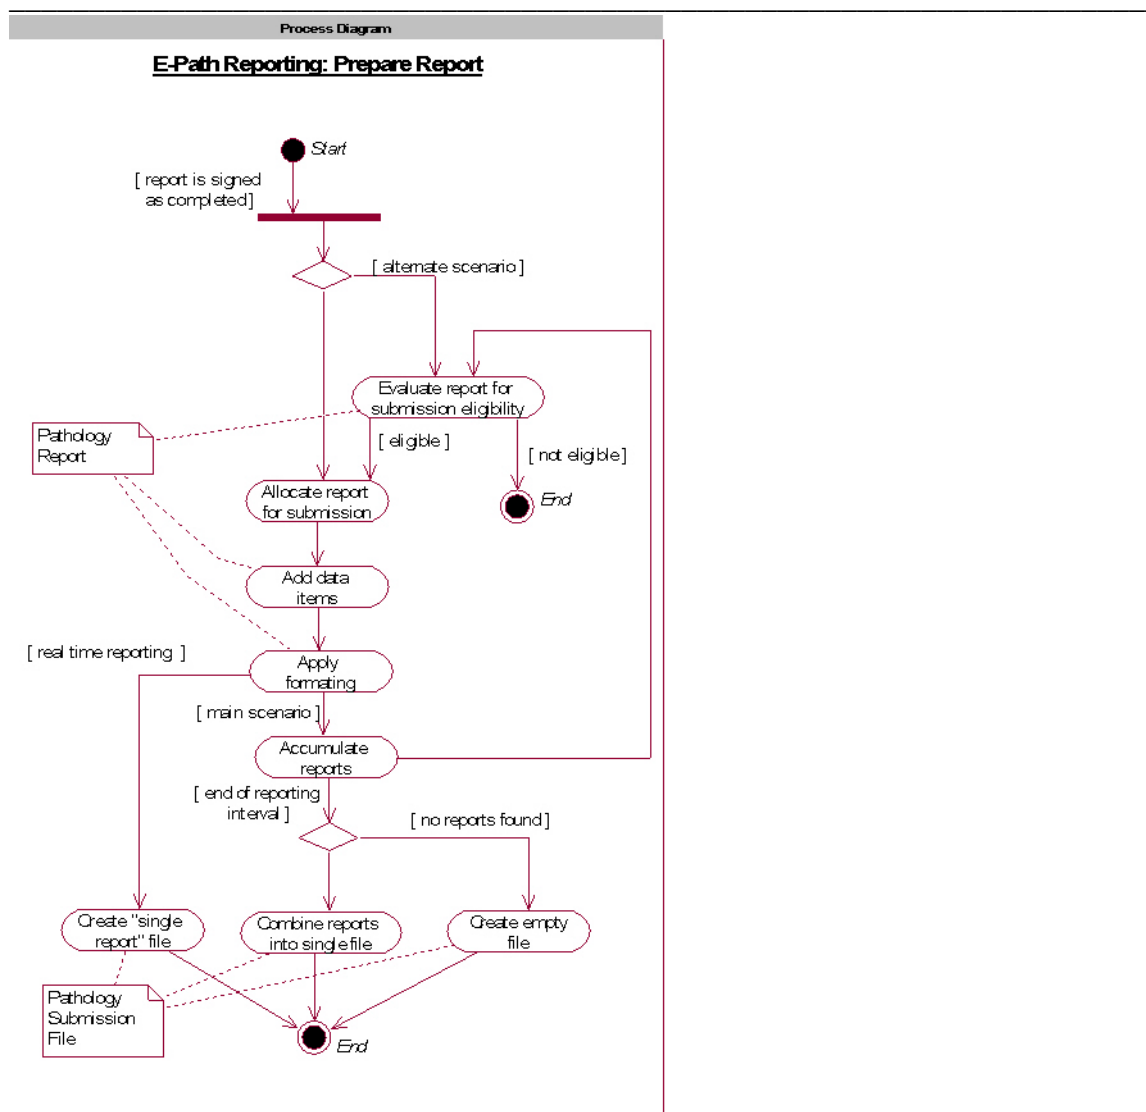 Process Diagram
E-Path Reporting: Prepare Report
Start
[ report is signed
as completed]
[ alternate scenario ]
Evaluate report for
submission eligibility
Pathology
Report
[ eligible ]
[ not eligible]
End
Allocate report
for submission
Add data
items
[ real time reporting ]
Apply
formating
[ main scenario ]
Accumulate
reports
[ end of reporting
interval ]
[ no reports found ]
Create "single
report" file
Combine reports
into single file
Create empty
file
Pathology
Submission
File
End